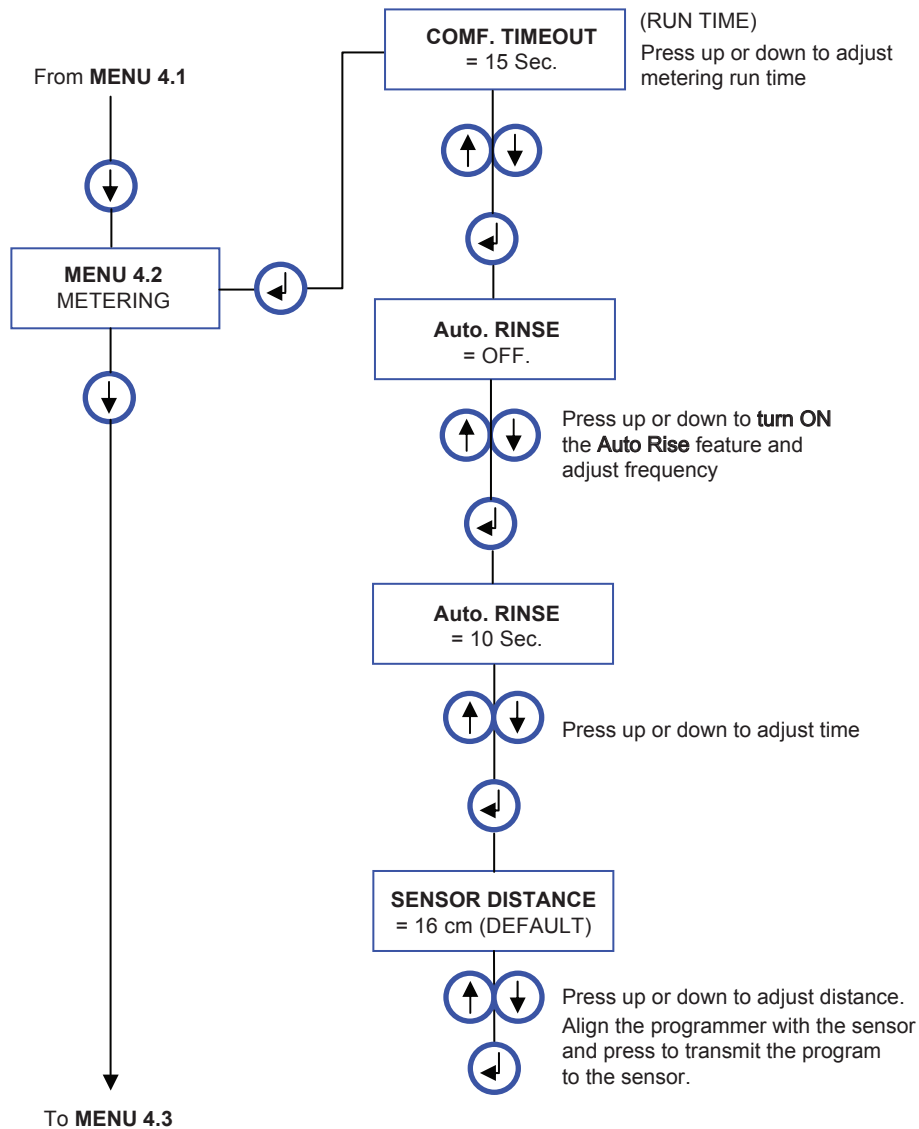 From MENU 4.1
MENU 4.2
METERING
COMF. TIMEOUT
= 15 Sec.
(RUN TIME)
Press up or down to adjust
metering run time
Auto. RINSE
= OFF.
Press up or down to turn ON
the Auto Rise feature and
adjust frequency
Auto. RINSE
= 10 Sec.
Press up or down to adjust time
SENSOR DISTANCE
= 16 cm (DEFAULT)
Press up or down to adjust distance.
Align the programmer with the sensor
and press to transmit the program
to the sensor.
To MENU 4.3